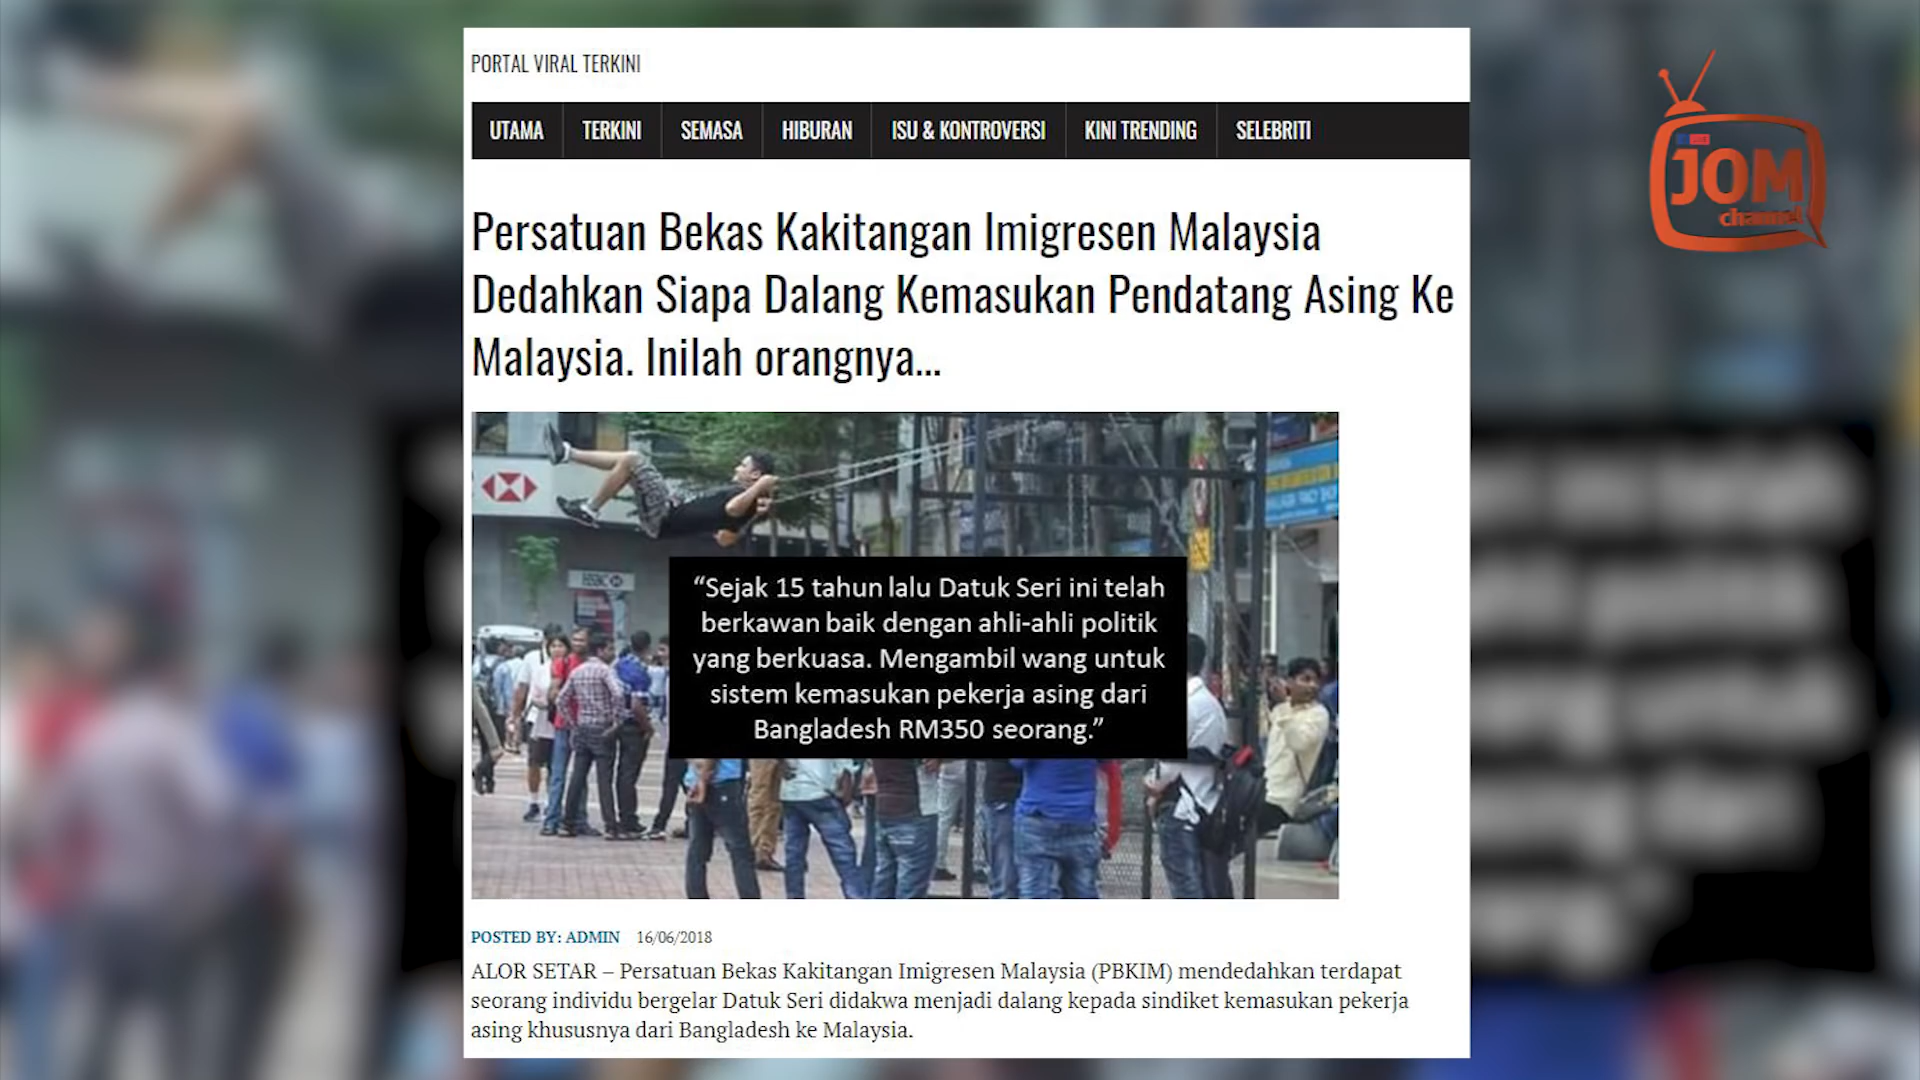 PORTAL VIRAL TERKINI
UTAMA TERKINI SEMASA HIBURAN ISU & KONTROVERSI KINI TRENDING SELEBRITI
JOM
channel
Persatuan Bekas Kakitangan Imigresen Malaysia
Dedahkan Siapa Dalang Kemasukan Pendatang Asing Ke
Malaysia. Inilah orangnya...
HSBC
“Sejak 15 tahun lalu Datuk Seri ini telah
berkawan baik dengan ahli-ahli politik
yang berkuasa. Mengambil wang untuk
sistem kemasukan pekerja asing dari
Bangladesh RM350 seorang.”
POSTED BY: ADMIN 16/06/2018
ALOR SETAR – Persatuan Bekas Kakitangan Imigresen Malaysia (PBKIM) mendedahkan terdapat
seorang individu bergelar Datuk Seri didakwa menjadi dalang kepada sindiket kemasukan pekerja
asing khususnya dari Bangladesh ke Malaysia.